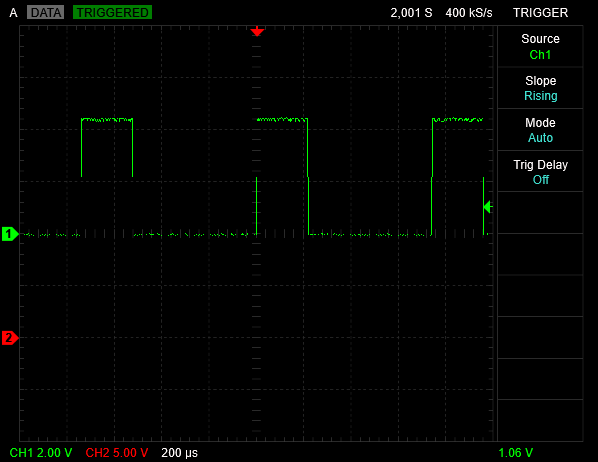 A DATA TRIGGERED 2,001 S 400 kS/s TRIGGER
Source
Ch1
Slope
Rising
Mode
Auto
Trig Delay
Off
1
2
CH1 2.00 V CH2 5.00 V 200 µs 1.06 V